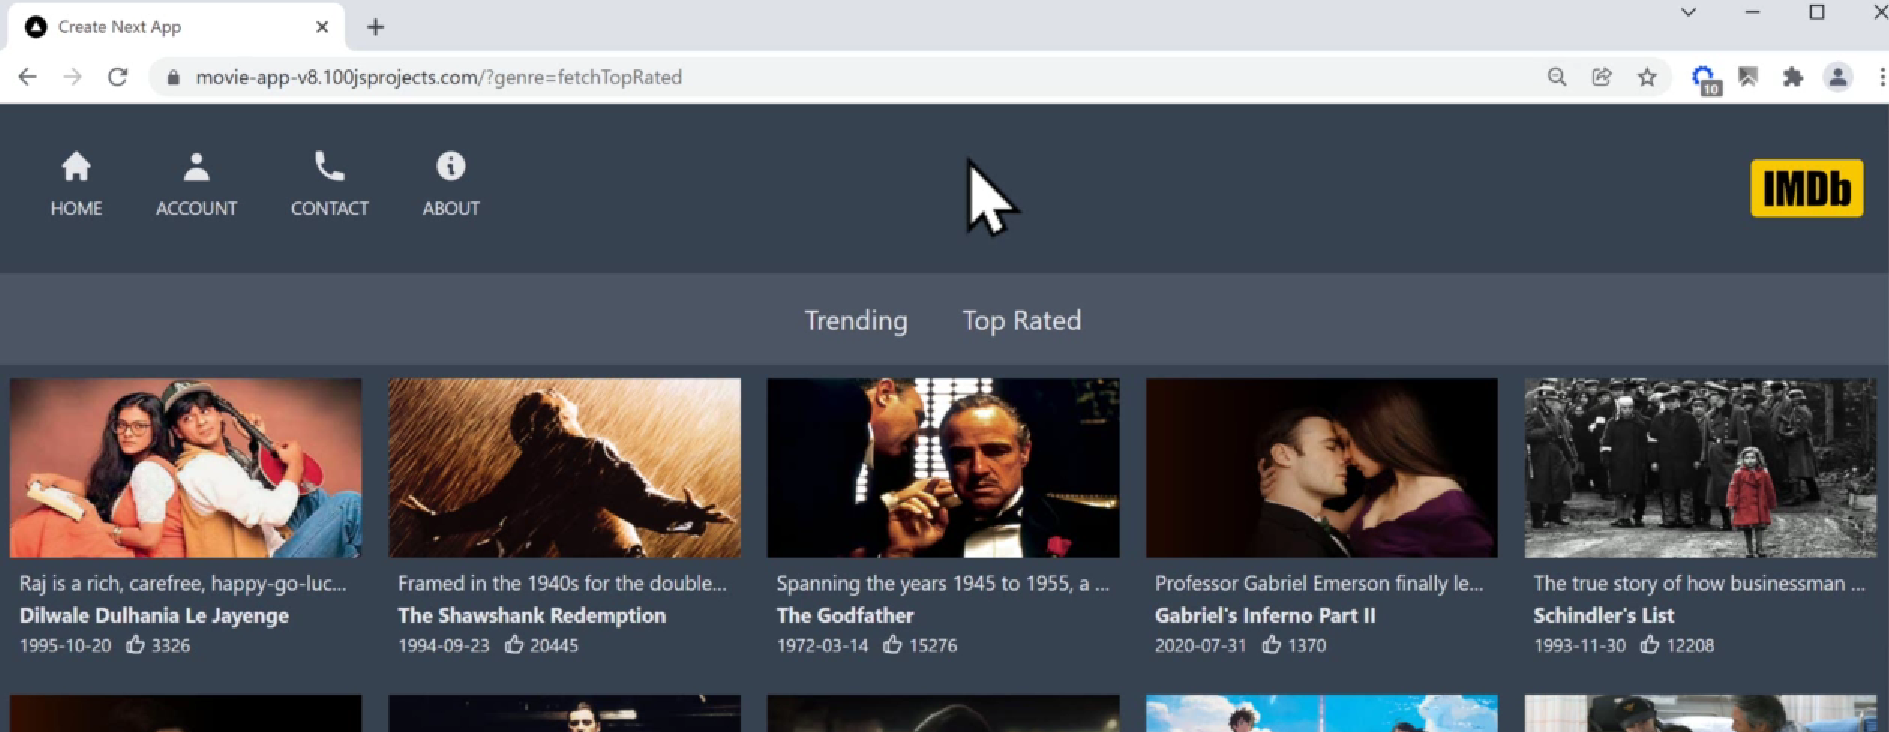 Create Next App
movie-app-v8.100jsprojects.com/?genre=fetchTopRated
10
HOME
ACCOUNT
CONTACT
ABOUT
IMDb
Trending
Top Rated
Raj is a rich, carefree, happy-go-luc...
Dilwale Dulhania Le Jayenge
1995-10-20 3326
Framed in the 1940s for the double...
The Shawshank Redemption
1994-09-23 20445
Spanning the years 1945 to 1955, a ...
The Godfather
1972-03-14 15276
Professor Gabriel Emerson finally le...
Gabriel's Inferno Part II
2020-07-31 1370
The true story of how businessman ...
Schindler's List
1993-11-30 12208